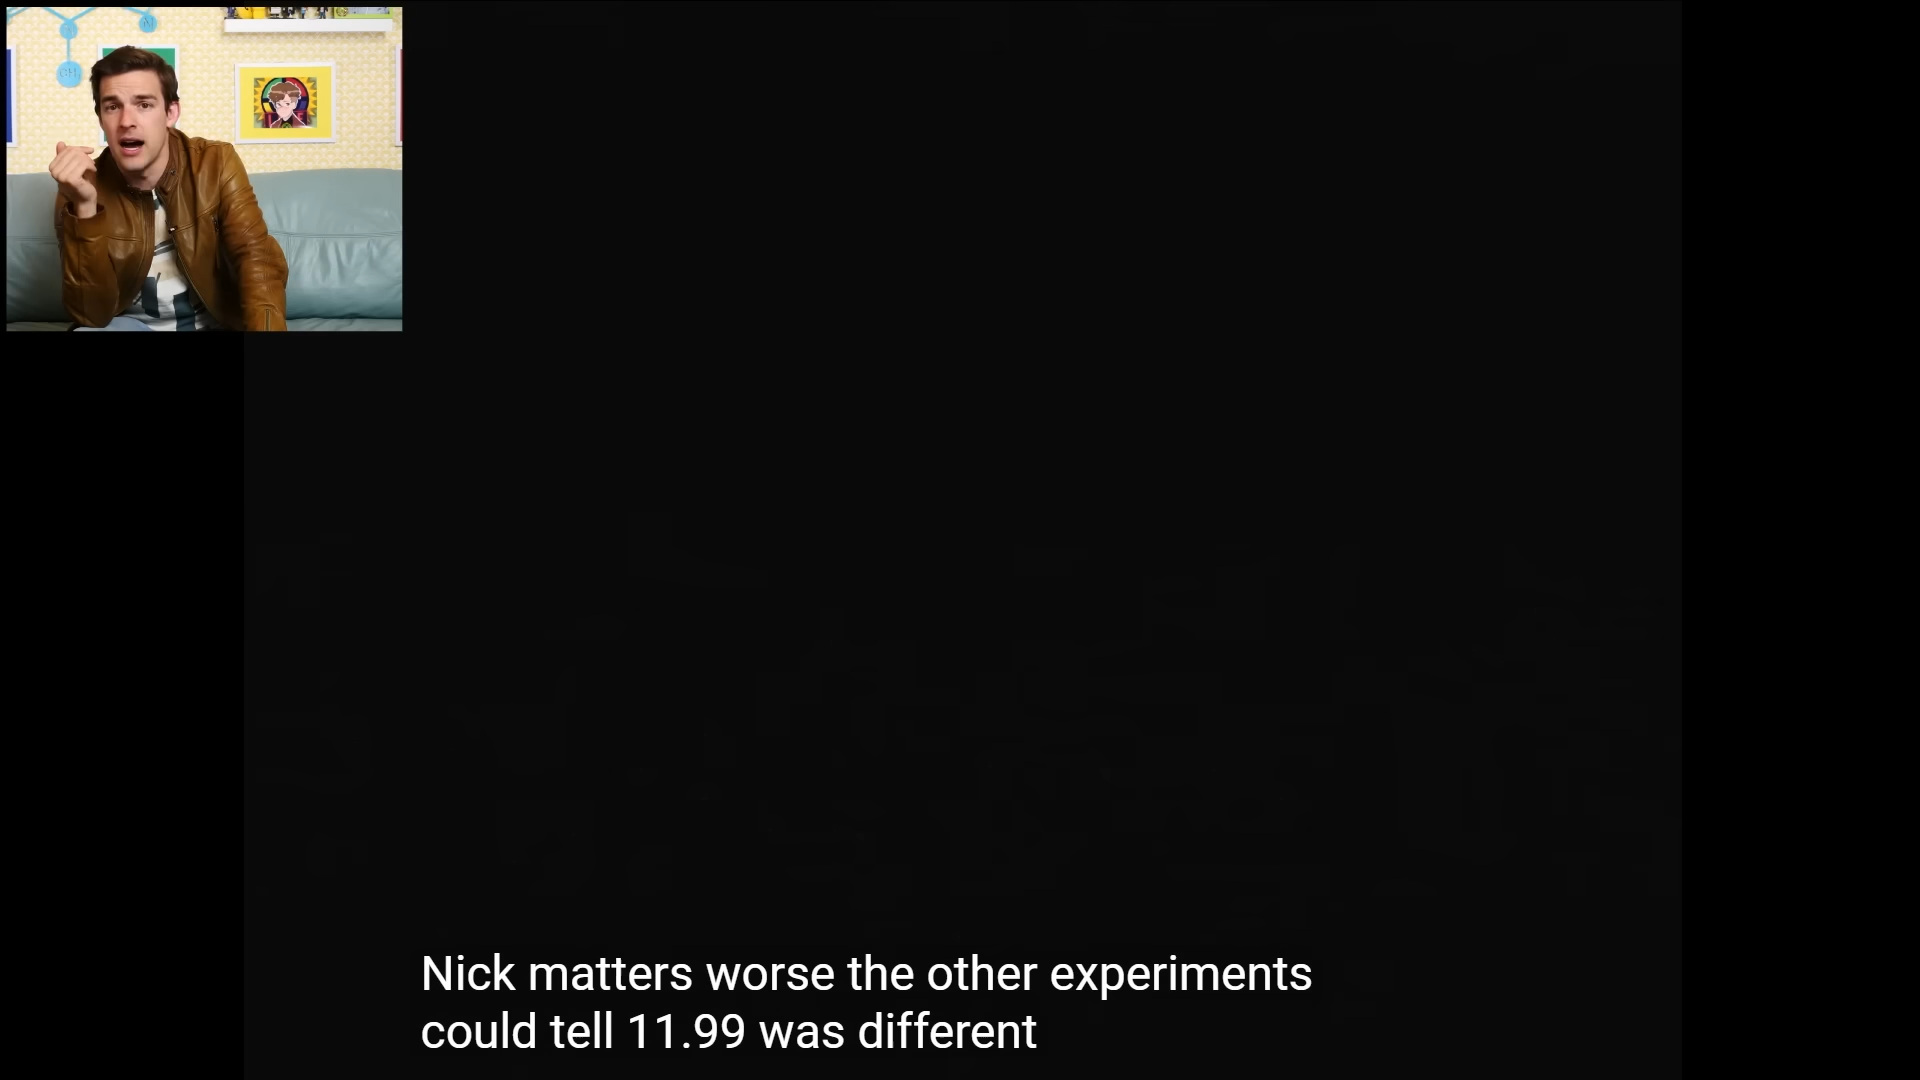 Nick matters worse the other experiments
could tell 11.99 was different